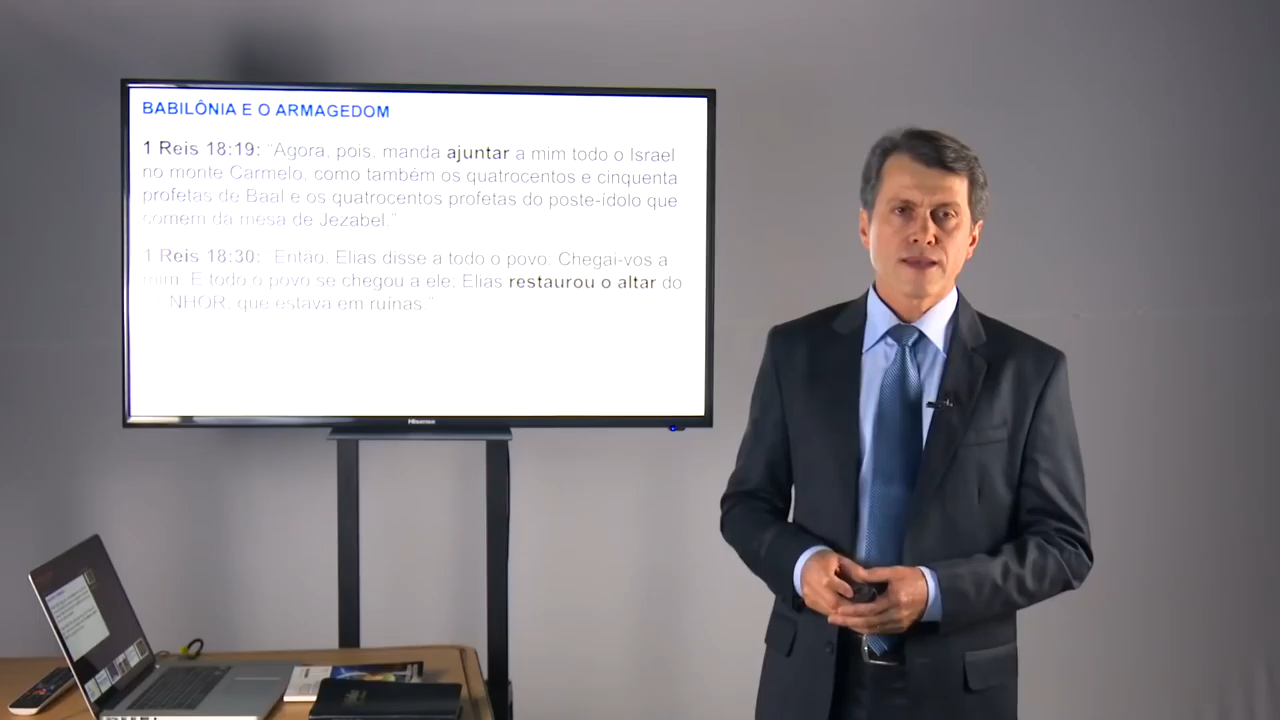 BABILÔNIA E O ARMAGEDOM
1 Reis 18:19: “Agora, pois, manda ajuntar a mim todo o Israel
no monte Carmelo, como também os quatrocentos e cinquenta
profetas de Baal e os quatrocentos profetas do poste-ídolo que
comem da mesa de Jezabel.”
1 Reis 18:30: “Então, Elias disse a todo o povo: Chegai-vos a
mim. E todo o povo se chegou a ele; Elias restaurou o altar do
NHOR, que estava em ruínas.”
Hisense